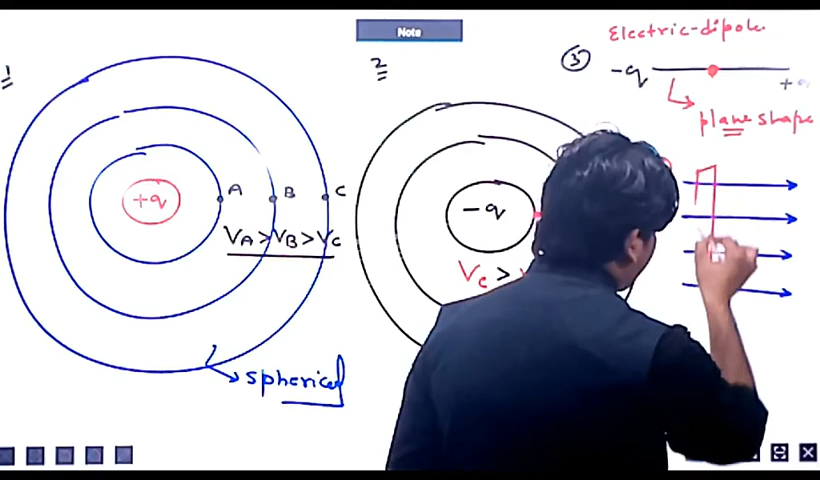 Note
1
2
3
Electric-dipole
-q
+q
plane shape
+q
A
B
C
VA > VB > VC
-q
Vc >
spherical